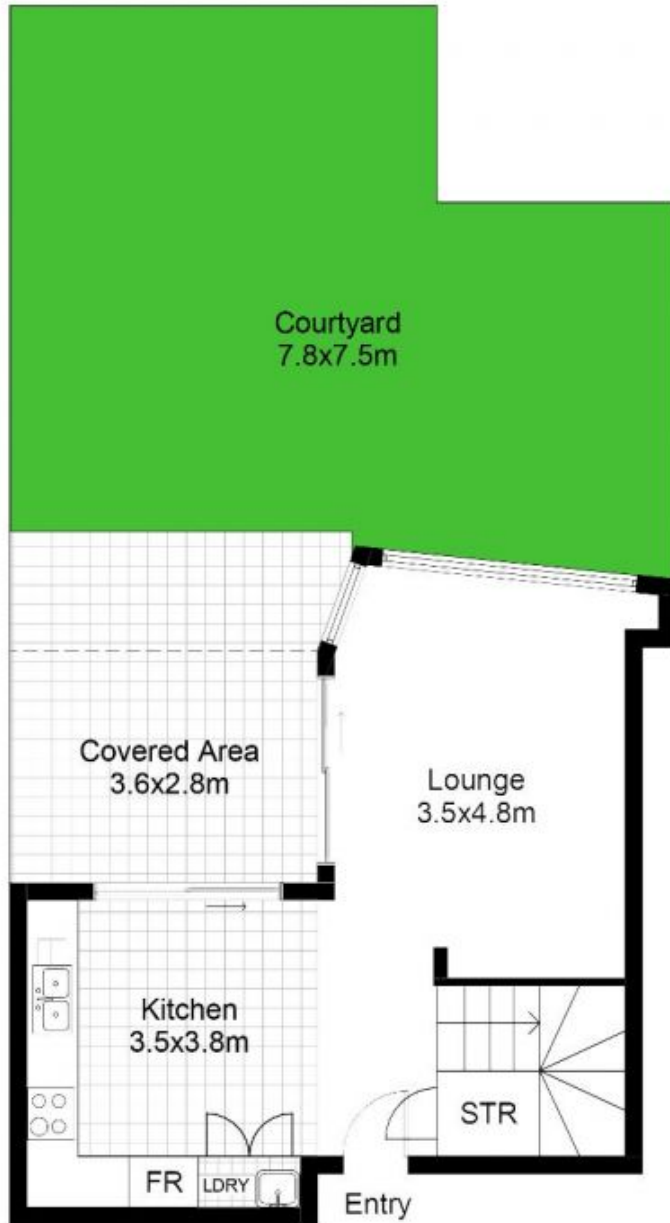 Courtyard
7.8x7.5m
Covered Area
3.6x2.8m
Lounge
3.5x4.8m
Kitchen
3.5x3.8m
STR
FR
LDRY
Entry